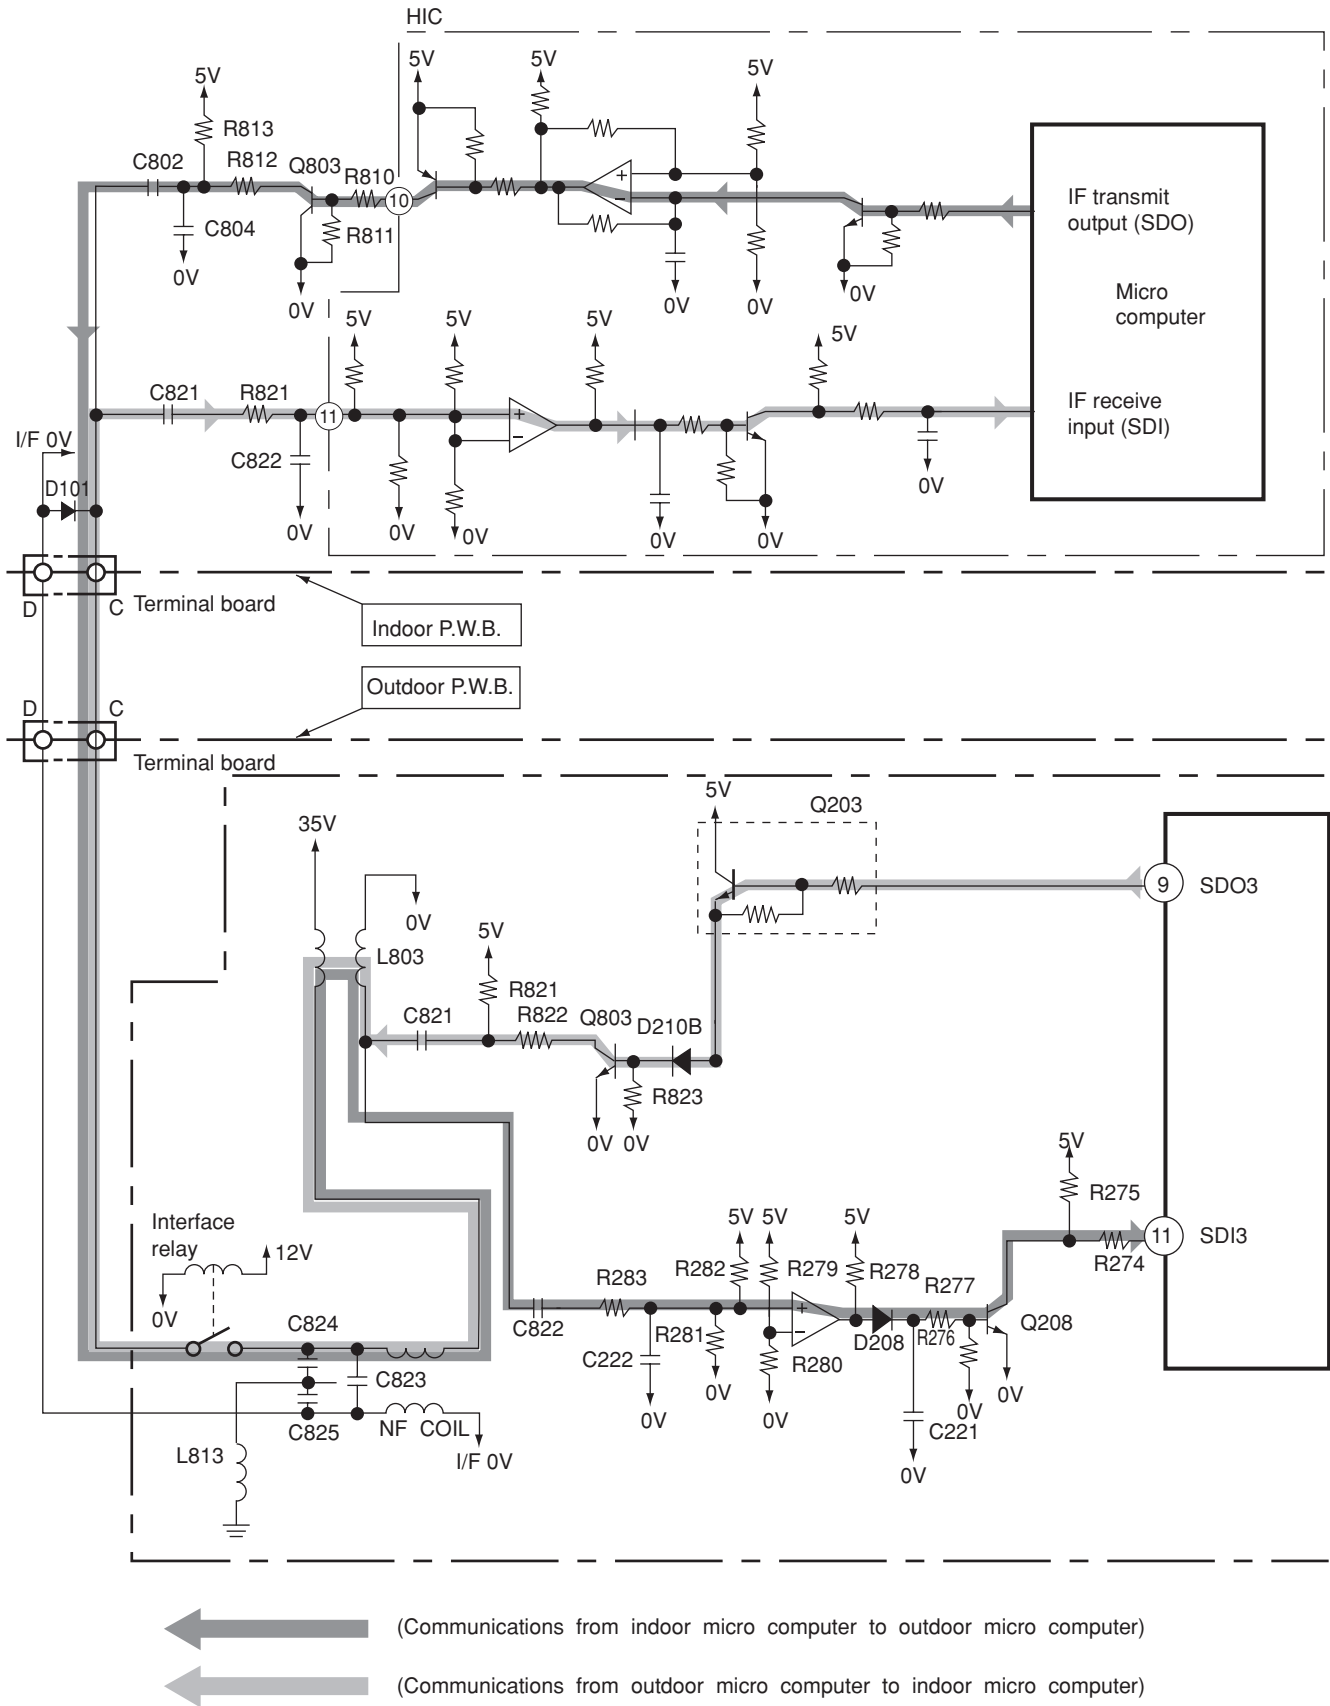 HIC
5V
5V
5V
5V
R813
C802
R812
Q803
R810
10
C804
R811
0V
0V
0V
0V
0V
IF transmit
output (SDO)
Micro
computer
5V
5V
5V
5V
C821
R821
11
+
−
+
−
IF receive
input (SDI)
I/F 0V
C822
D101
0V
0V
0V
0V
0V
0V
D
C
Terminal board
Indoor P.W.B.
Outdoor P.W.B.
D
C
Terminal board
5V
Q203
35V
9
SDO3
0V
L803
5V
R821
C821
R822
Q803
D210B
R823
0V
0V
5V
R275
Interface
relay
12V
0V
5V
5V
5V
11
SDI3
R274
R283
R282
R279
R278
R277
+
−
C824
C822
R281
D208
R276
Q208
C222
R280
C823
0V
0V
0V
0V
0V
C825
NF COIL
C221
L813
I/F 0V
0V
(Communications from indoor micro computer to outdoor micro computer)
(Communications from outdoor micro computer to indoor micro computer)